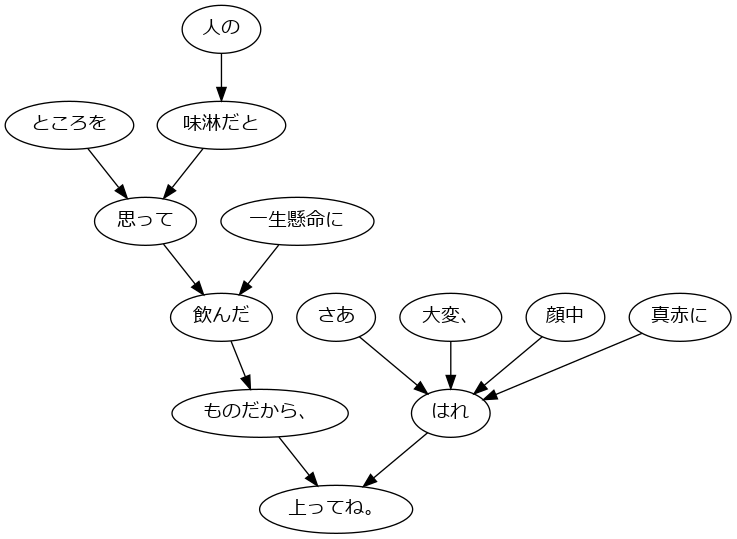 人の
ところを
味淋だと
思って
一生懸命に
飲んだ
さあ
大変、
顔中
真赤に
ものだから、
はれ
上ってね。